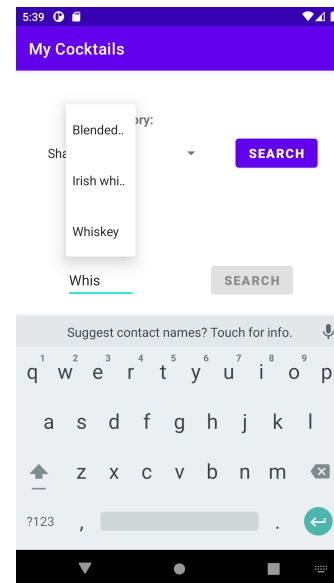 5:39
My Cocktails
ory:
Sha
SEARCH
Blended..
Irish whi..
Whiskey
Whis
SEARCH
Suggest contact names? Touch for info.
1 2 3 4 5 6 7 8 9
q w e r t y u i o p
a s d f g h j k l
z x c v b n m
?123 , .